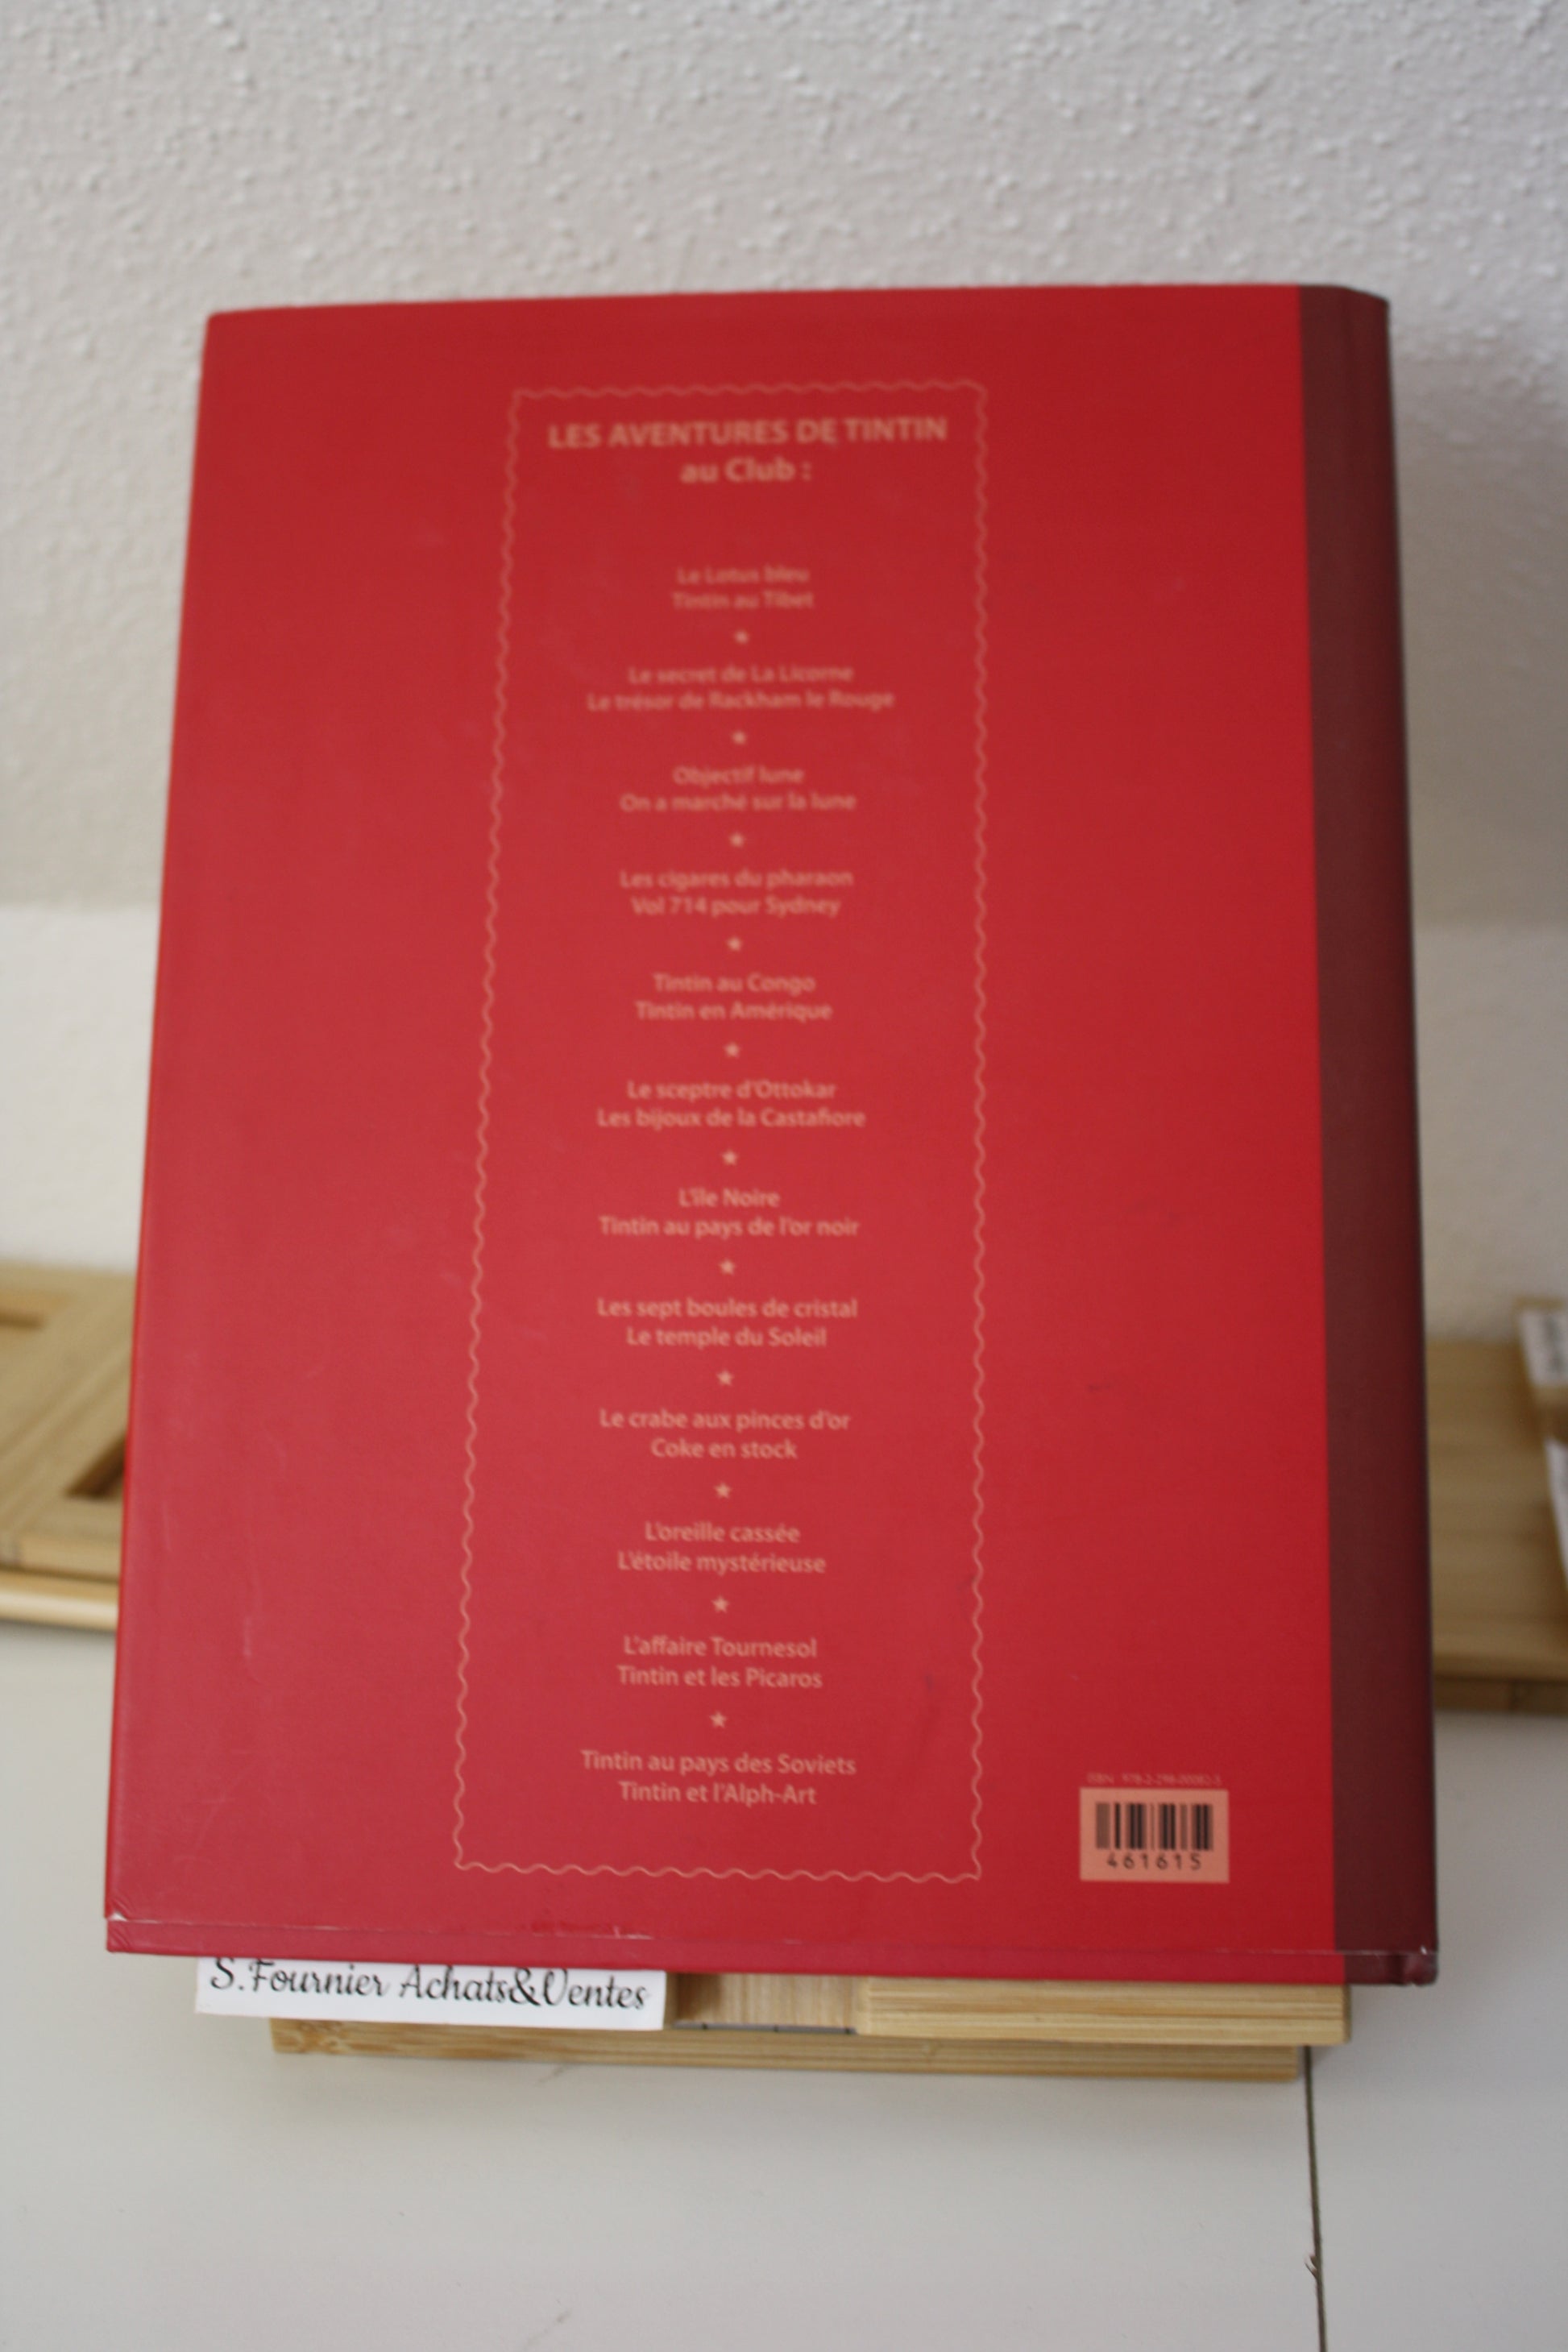 LES AVENTURES DE TINTIN
au Club :
Le Lotus bleu
Tintin au Tibet
★
Le secret de La Licorne
Le trésor de Rackham le Rouge
★
Objectif lune
On a marché sur la lune
★
Les cigares du pharaon
Vol 714 pour Sydney
★
Tintin au Congo
Tintin en Amérique
★
Le sceptre d'Ottokar
Les bijoux de la Castafiore
★
L'île Noire
Tintin au pays de l'or noir
★
Les sept boules de cristal
Le temple du Soleil
★
Le crabe aux pinces d'or
Coke en stock
★
L'oreille cassée
L'étoile mystérieuse
★
L'affaire Tournesol
Tintin et les Picaros
★
Tintin au pays des Soviets
Tintin et l'Alph-Art
ISBN :
461615
S.Fournier Achats&Ventes